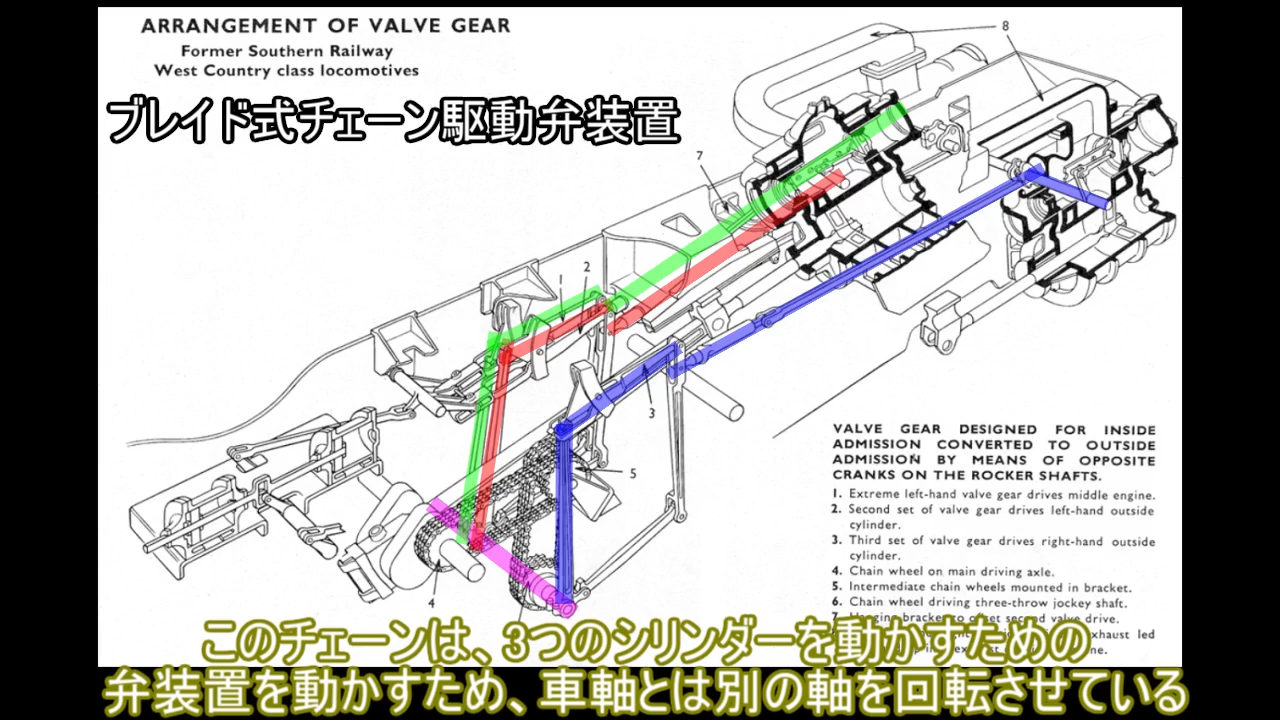 ARRANGEMENT OF VALVE GEAR
Former Southern Railway
West Country class locomotives
ブレイド式チェーン駆動弁装置
8
7
1
2
3
5
4
VALVE GEAR DESIGNED FOR INSIDE
ADMISSION CONVERTED TO OUTSIDE
ADMISSION BY MEANS OF OPPOSITE
CRANKS ON THE ROCKER SHAFTS.
1. Extreme left-hand valve gear drives middle engine.
2. Second set of valve gear drives left-hand outside
cylinder.
3. Third set of valve gear drives right-hand outside
cylinder.
4. Chain wheel on main driving axle.
5. Intermediate chain wheels mounted in bracket.
6. Chain wheel driving three-throw jockey shaft.
7. valve drive.
exhaust led
このチェーンは、3つのシリンダーを動かすための
弁装置を動かすため、車軸とは別の軸を回転させている